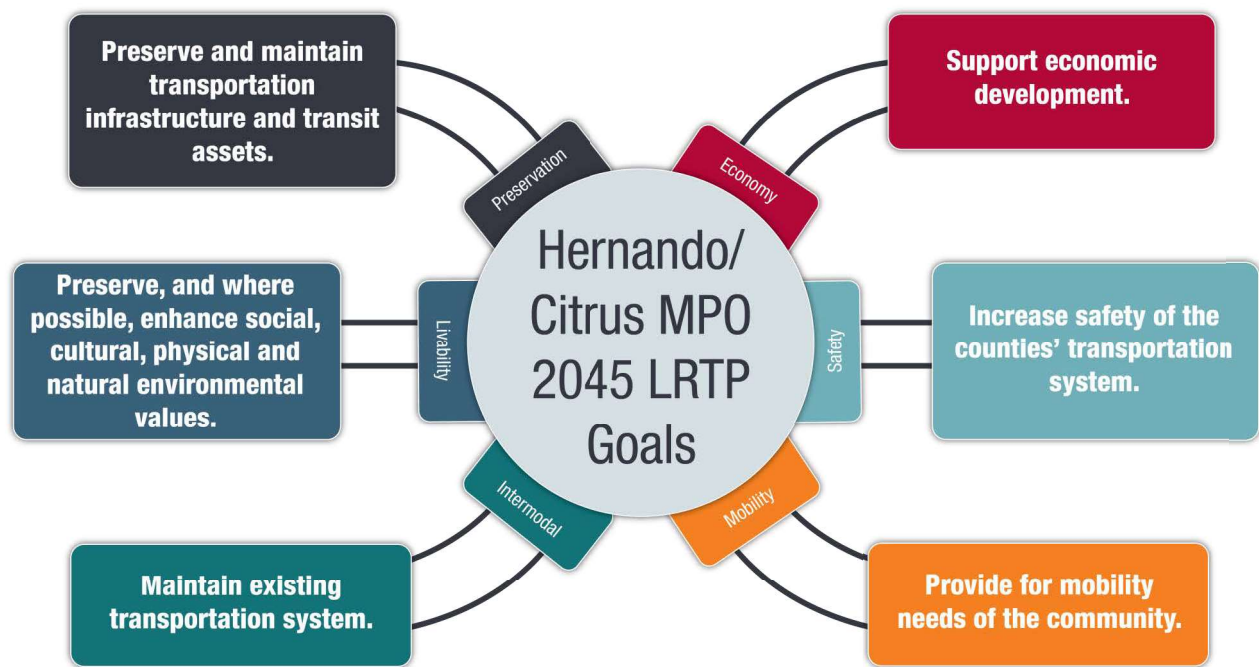 Preserve and maintain
transportation
infrastructure and transit
assets.
Preservation
Support economic
development.
Economy
Hernando/
Citrus MPO
2045 LRTP
Goals
Preserve, and where
possible, enhance social,
cultural, physical and
natural environmental
values.
Livability
Increase safety of the
counties' transportation
system.
Safety
Maintain existing
transportation system.
Intermodal
Provide for mobility
needs of the community.
Mobility